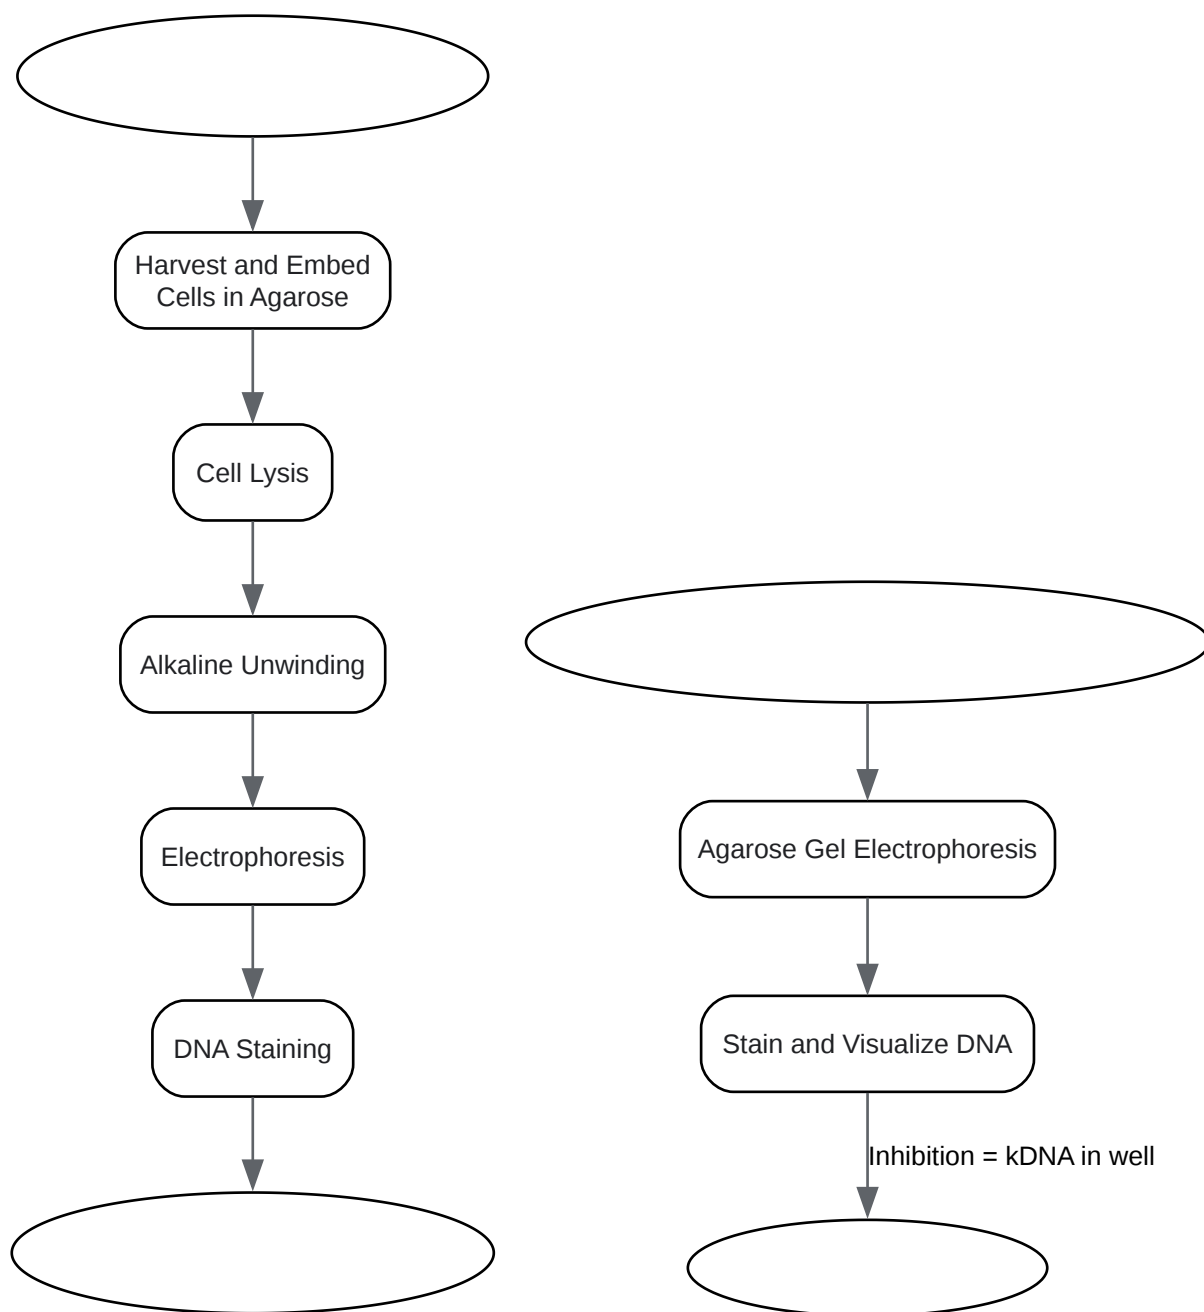 Harvest and Embed
Cells in Agarose
Cell Lysis
Alkaline Unwinding
Electrophoresis
DNA Staining
Agarose Gel Electrophoresis
Stain and Visualize DNA
Inhibition = kDNA in well